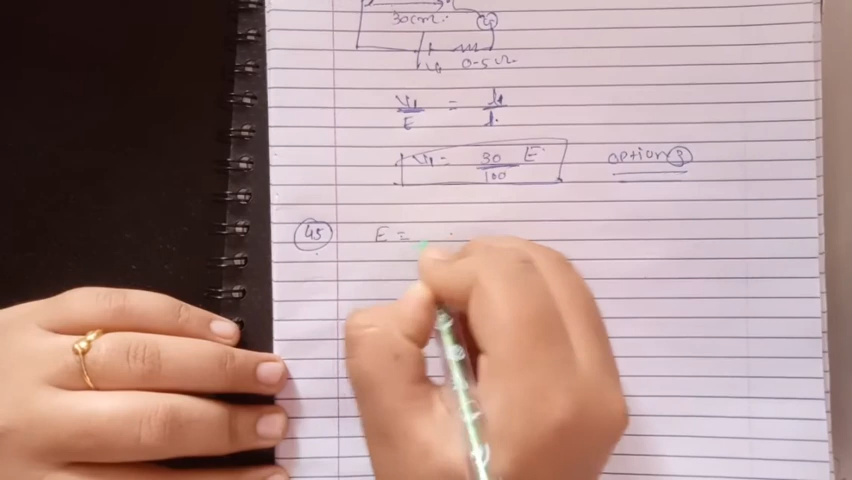 30cm.
0.5Ω
V₁/E = l₁/l
V₁ = 30/100 E option ③
㊺ E =